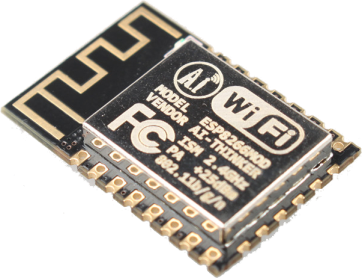 Ai WiFi
MODEL ESP8266MOD
VENDOR AI-THINKER
FC ISM 2.4GHz
PA +25dBm
802.11b/g/n